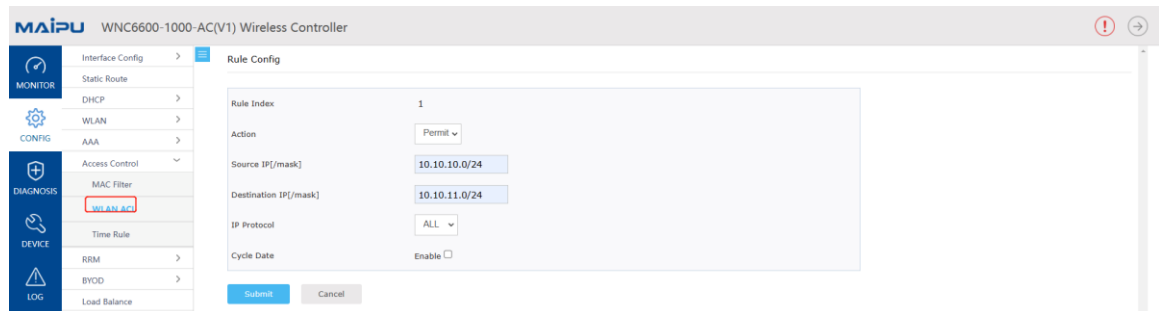 MAIPU WNC6600-1000-AC(V1) Wireless Controller
MONITOR
CONFIG
DIAGNOSIS
DEVICE
LOG
Interface Config
Static Route
DHCP
WLAN
AAA
Access Control
MAC Filter
WLAN ACL
Time Rule
RRM
BYOD
Load Balance
Rule Config
Rule Index 1
Action Permit
Source IP[/mask] 10.10.10.0/24
Destination IP[/mask] 10.10.11.0/24
IP Protocol ALL
Cycle Date Enable
Submit Cancel